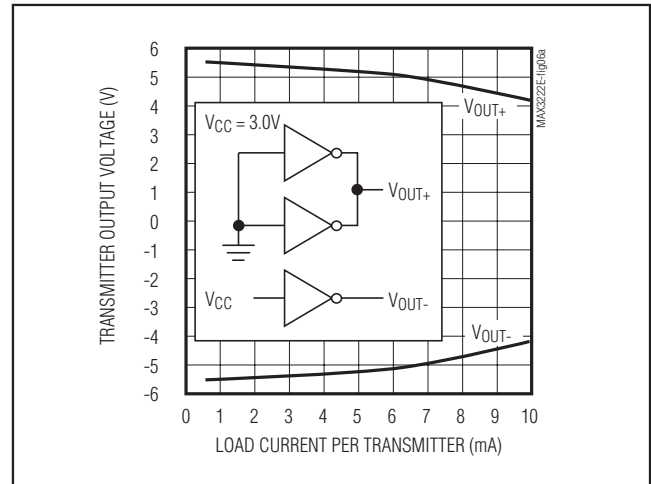 TRANSMITTER OUTPUT VOLTAGE (V)
6
5
4
3
2
1
0
-1
-2
-3
-4
-5
-6
VCC = 3.0V
VOUT+
VCC
VOUT-
VOUT+
VOUT-
MAX3222E-fig06a
0 1 2 3 4 5 6 7 8 9 10
LOAD CURRENT PER TRANSMITTER (mA)